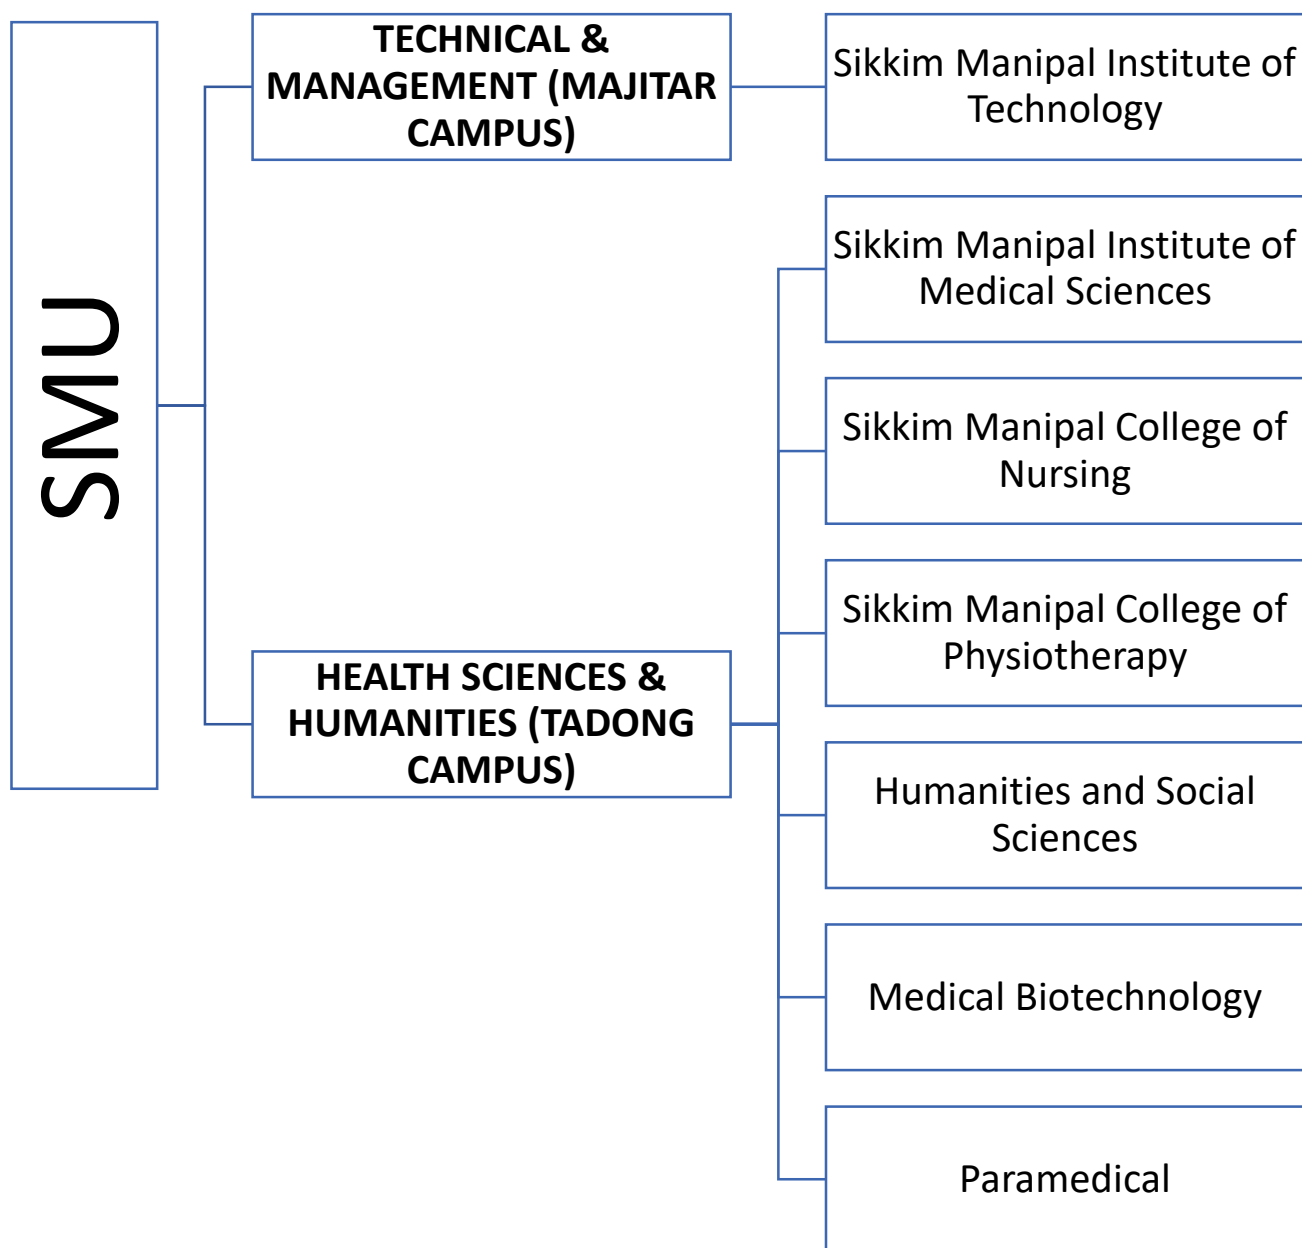 SMU
TECHNICAL &
MANAGEMENT (MAJITAR
CAMPUS)
Sikkim Manipal Institute of
Technology
Sikkim Manipal Institute of
Medical Sciences
Sikkim Manipal College of
Nursing
Sikkim Manipal College of
Physiotherapy
HEALTH SCIENCES &
HUMANITIES (TADONG
CAMPUS)
Humanities and Social
Sciences
Medical Biotechnology
Paramedical